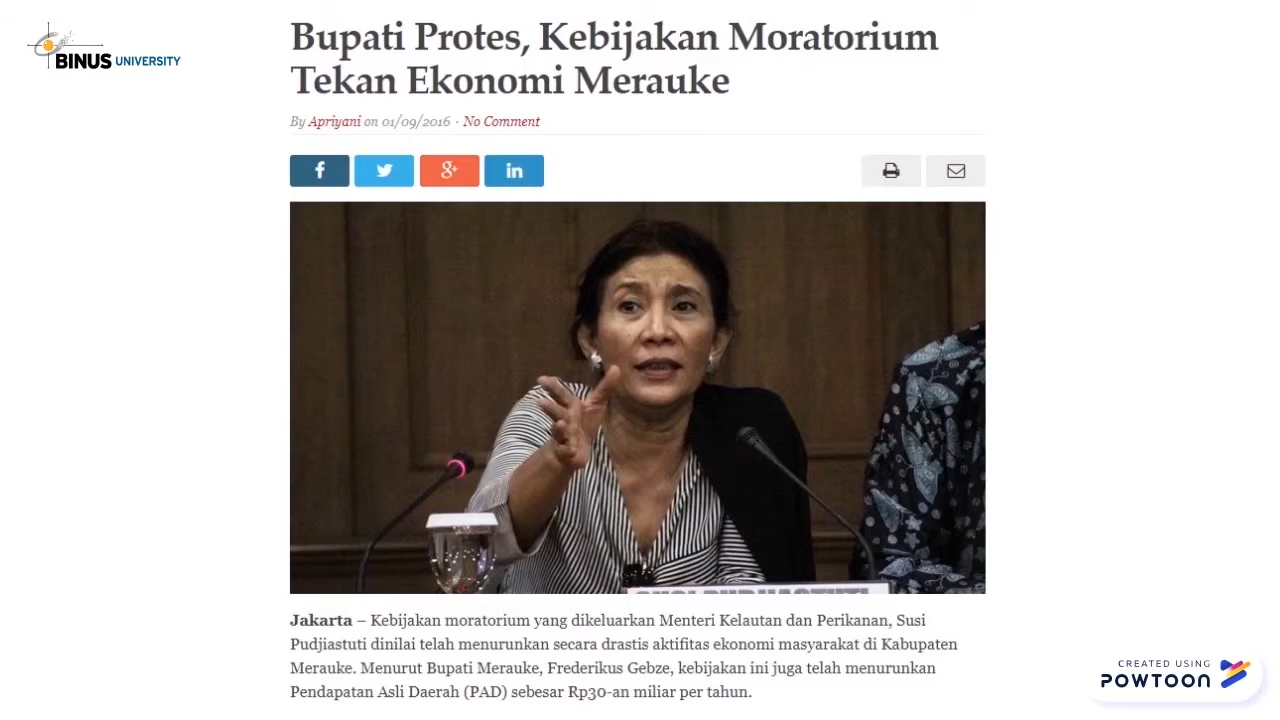 BINUS UNIVERSITY
Bupati Protes, Kebijakan Moratorium
Tekan Ekonomi Merauke
By Apriyani on 01/09/2016 · No Comment
f
g+
in
SUSI PUDJIASTUTI
Jakarta – Kebijakan moratorium yang dikeluarkan Menteri Kelautan dan Perikanan, Susi
Pudjiastuti dinilai telah menurunkan secara drastis aktifitas ekonomi masyarakat di Kabupaten
Merauke. Menurut Bupati Merauke, Frederikus Gebze, kebijakan ini juga telah menurunkan
Pendapatan Asli Daerah (PAD) sebesar Rp30-an miliar per tahun.
CREATED USING
POWTOON